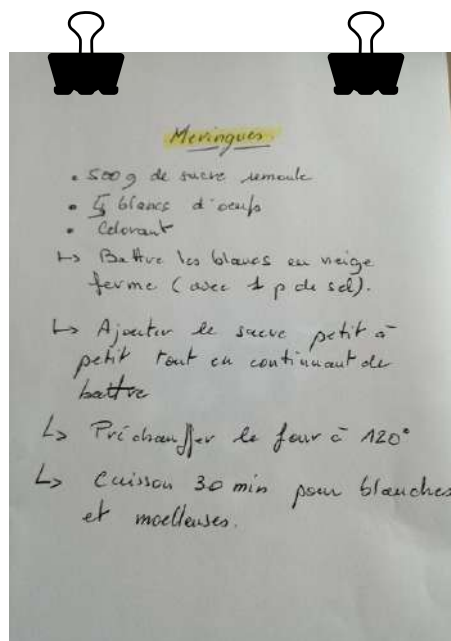 Meringues
• 500g de sucre semoule
• 5 blancs d'oeufs
• Colorant
↳ Battre les blancs en neige
ferme (avec 1 p de sel).
↳ Ajouter le sucre petit à
petit tout en continuant de
battre
↳ Préchauffer le four à 120°
↳ Cuisson 30 min pour blanches
et moelleuses.